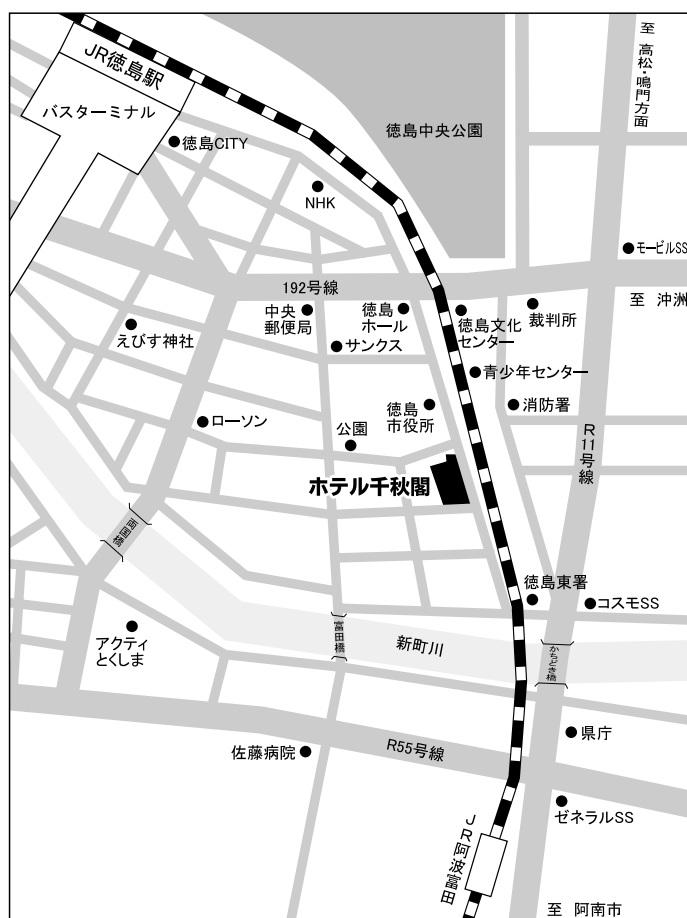 JR徳島駅
バスターミナル
至 高松・鳴門方面
徳島中央公園
徳島CITY
NHK
モービルSS
192号線
至 沖洲
中央
郵便局
徳島
ホール
徳島文化
センター
裁判所
えびす神社
サンクス
青少年センター
ローソン
公園
徳島
市役所
消防署
R11号線
ホテル千秋閣
両国橋
徳島東署
コスモSS
アクティ
とくしま
富田橋
新町川
かちどき橋
県庁
佐藤病院
R55号線
ゼネラルSS
JR阿波富田
至 阿南市